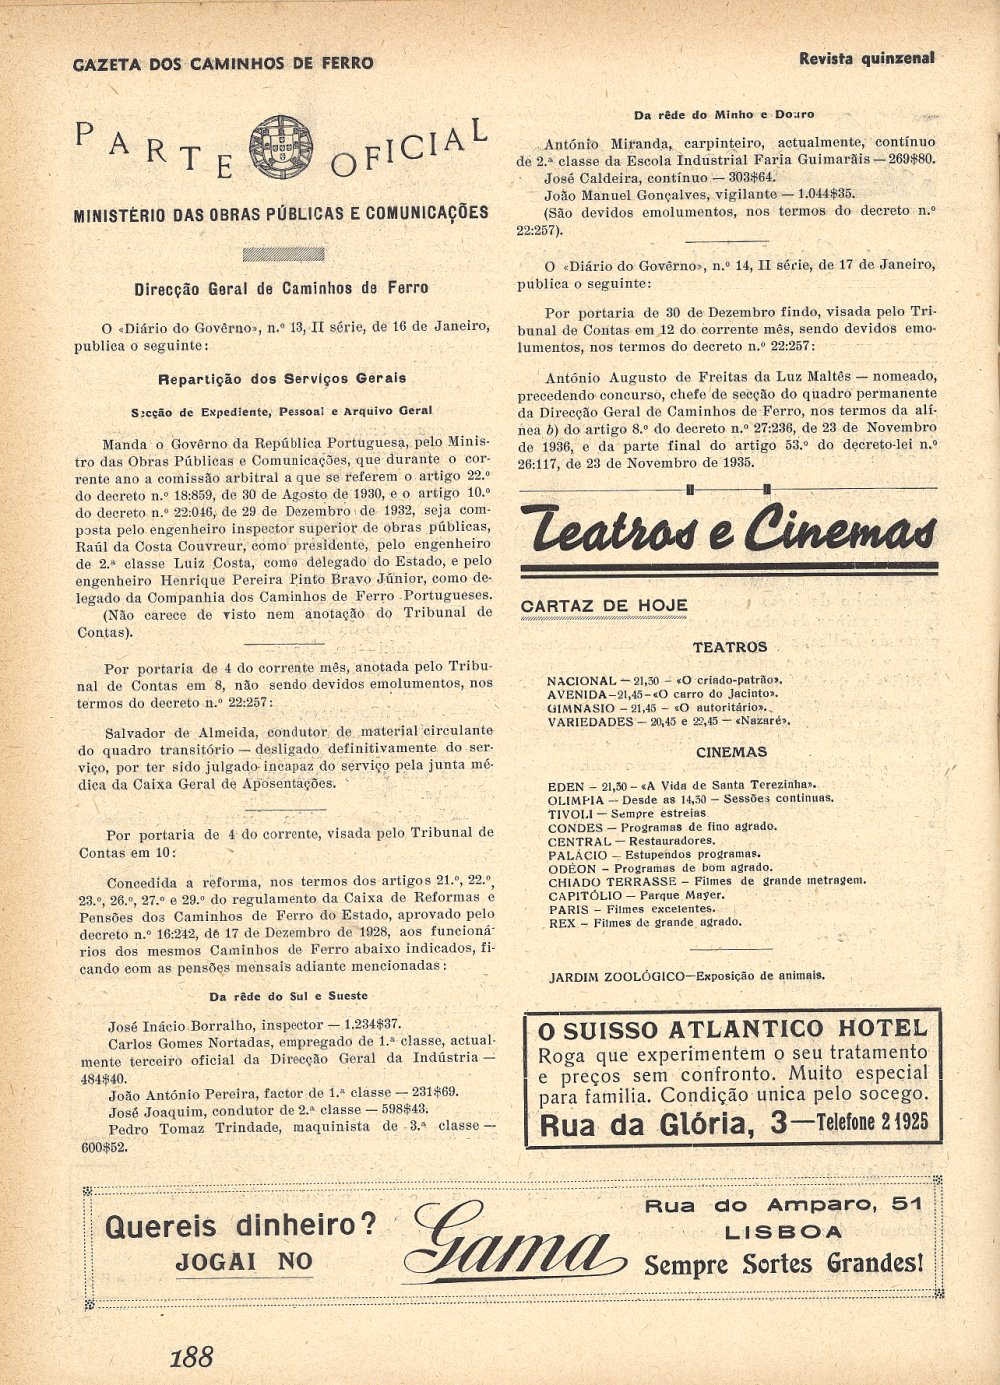 GAZETA DOS CAMINHOS DE FERRO
Revista quinzenal
PARTE OFICIAL
MINISTÉRIO DAS OBRAS PÚBLICAS E COMUNICAÇÕES
Direcção Geral de Caminhos de Ferro
O «Diário do Govêrno», n.º 13, II série, de 16 de Janeiro,
publica o seguinte:
Repartição dos Serviços Gerais
Secção de Expediente, Pessoal e Arquivo Geral
Manda o Govêrno da República Portuguesa, pelo Minis-
tro das Obras Públicas e Comunicações, que durante o cor-
rente ano a comissão arbitral a que se referem o artigo 22.º
do decreto n.º 18:859, de 30 de Agosto de 1930, e o artigo 10.º
do decreto n.º 22:046, de 29 de Dezembro de 1932, seja com-
posta pelo engenheiro inspector superior de obras públicas,
Raúl da Costa Couvreur, como presidente, pelo engenheiro
de 2.ª classe Luiz Costa, como delegado do Estado, e pelo
engenheiro Henrique Pereira Pinto Bravo Júnior, como de-
legado da Companhia dos Caminhos de Ferro Portugueses.
(Não carece de visto nem anotação do Tribunal de
Contas).
Por portaria de 4 do corrente mês, anotada pelo Tribu-
nal de Contas em 8, não sendo devidos emolumentos, nos
termos do decreto n.º 22:257:
Salvador de Almeida, condutor de material circulante
do quadro transitório — desligado definitivamente do ser-
viço, por ter sido julgado incapaz do serviço pela junta mé-
dica da Caixa Geral de Aposentações.
Por portaria de 4 do corrente, visada pelo Tribunal de
Contas em 10:
Concedida a reforma, nos termos dos artigos 21.º, 22.º,
23.º, 26.º, 27.º e 29.º do regulamento da Caixa de Reformas e
Pensões dos Caminhos de Ferro do Estado, aprovado pelo
decreto n.º 16:242, de 17 de Dezembro de 1928, aos funcioná-
rios dos mesmos Caminhos de Ferro abaixo indicados, fi-
cando com as pensões mensais adiante mencionadas:
Da rêde do Sul e Sueste
José Inácio Borralho, inspector — 1.234$37.
Carlos Gomes Nortadas, empregado de 1.ª classe, actual-
mente terceiro oficial da Direcção Geral da Indústria —
484$40.
João António Pereira, factor de 1.ª classe — 231$69.
José Joaquim, condutor de 2.ª classe — 598$43.
Pedro Tomaz Trindade, maquinista de 3.ª classe —
600$52.
Da rêde do Minho e Douro
António Miranda, carpinteiro, actualmente, contínuo
de 2.ª classe da Escola Industrial Faria Guimarãis — 269$80.
José Caldeira, contínuo — 303$64.
João Manuel Gonçalves, vigilante — 1.044$35.
(São devidos emolumentos, nos termos do decreto n.º
22:257).
O «Diário do Govêrno», n.º 14, II série, de 17 de Janeiro,
publica o seguinte:
Por portaria de 30 de Dezembro findo, visada pelo Tri-
bunal de Contas em 12 do corrente mês, sendo devidos emo-
lumentos, nos termos do decreto n.º 22:257:
António Augusto de Freitas da Luz Maltês — nomeado,
precedendo concurso, chefe de secção do quadro permanente
da Direcção Geral de Caminhos de Ferro, nos termos da alí-
nea b) do artigo 8.º do decreto n.º 27:236, de 23 de Novembro
de 1936, e da parte final do artigo 53.º do decreto-lei n.º
26:117, de 23 de Novembro de 1935.
Teatros e Cinemas
CARTAZ DE HOJE
TEATROS
NACIONAL — 21,30 — «O criado-patrão».
AVENIDA—21,45—«O carro do Jacinto».
GIMNASIO — 21,45 — «O autoritário».
VARIEDADES — 20,45 e 22,45 — «Nazaré».
CINEMAS
EDEN — 21,30 — «A Vida de Santa Terezinha».
OLIMPIA — Desde as 14,30 — Sessões continuas.
TIVOLI — Sempre estreias
CONDES — Programas de fino agrado.
CENTRAL — Restauradores.
PALÁCIO — Estupendos programas.
ODÉON — Programas de bom agrado.
CHIADO TERRASSE — Filmes de grande metragem.
CAPITÓLIO — Parque Mayer.
PARIS — Filmes excelentes.
REX — Filmes de grande agrado.
JARDIM ZOOLÓGICO—Exposição de animais.
O SUISSO ATLANTICO HOTEL
Roga que experimentem o seu tratamento
e preços sem confronto. Muito especial
para familia. Condição unica pelo socego.
Rua da Glória, 3—Telefone 2 1925
Quereis dinheiro?
JOGAI NO
Gama
Rua do Amparo, 51
LISBOA
Sempre Sortes Grandes!
188